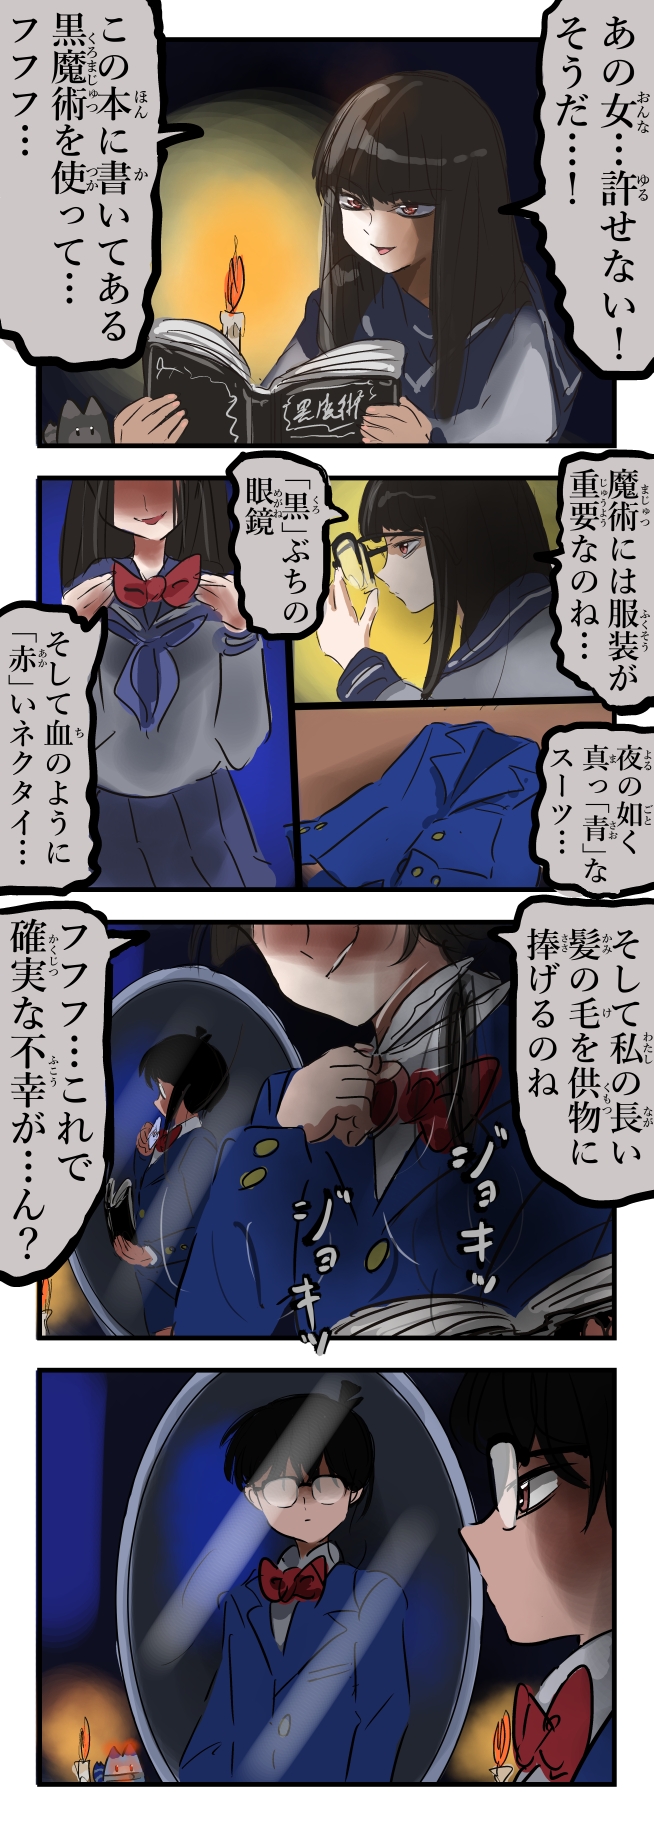 あの女…許せない！
そうだ…！
この本に書いてある
黒魔術を使って…
フフフ…
黒魔術
魔術には服装が
重要なのね…
「黒」ぶちの
眼鏡
夜の如く
真っ「青」な
スーツ…
そして血のように
「赤」いネクタイ…
そして私の長い
髪の毛を供物に
捧げるのね
ジョキッ
ジョキッ
フフフ…これで
確実な不幸が…ん？